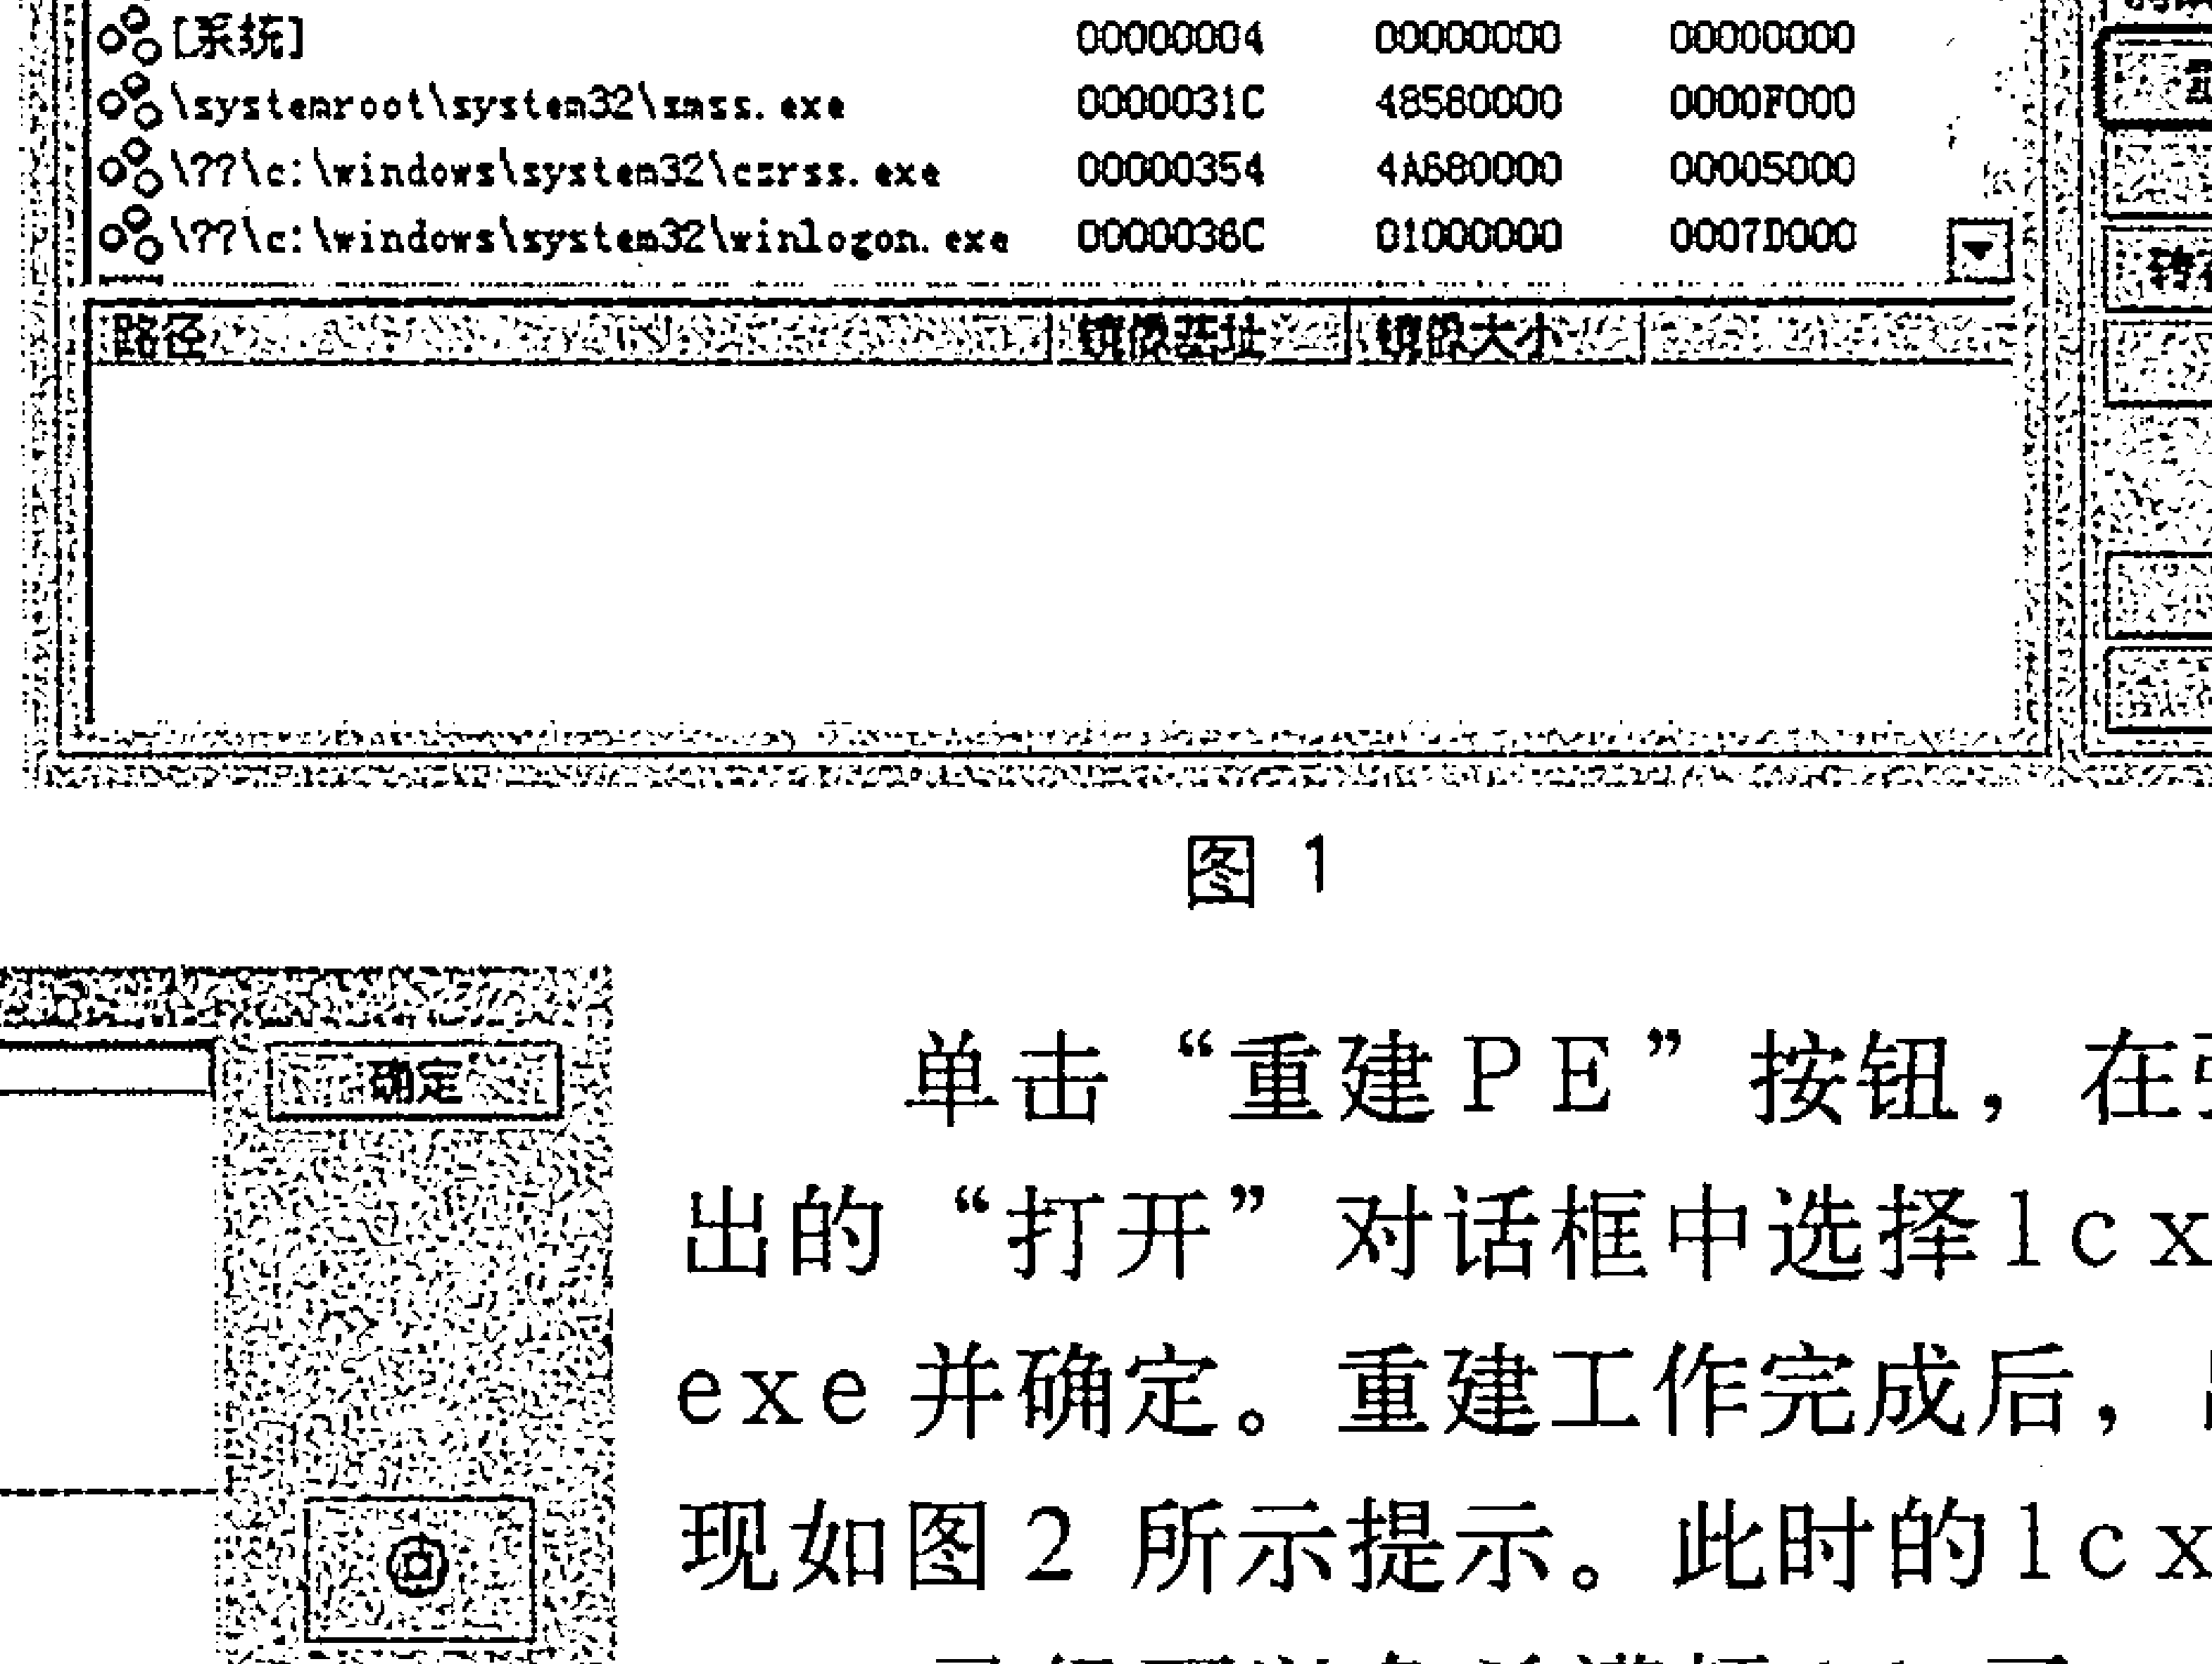 [系统] 00000004 00000000 00000000
\systemroot\system32\smss.exe 0000031C 48580000 0000F000
\??\c:\windows\system32\csrss.exe 00000354 4A680000 00005000
\??\c:\windows\system32\winlogon.exe 0000036C 01000000 0007D000
路径 镜像基址 镜像大小
图 1
确定
单击“重建PE”按钮，在
出的“打开”对话框中选择lcx
exe 并确定。重建工作完成后，
现如图 2 所示提示。此时的lcx